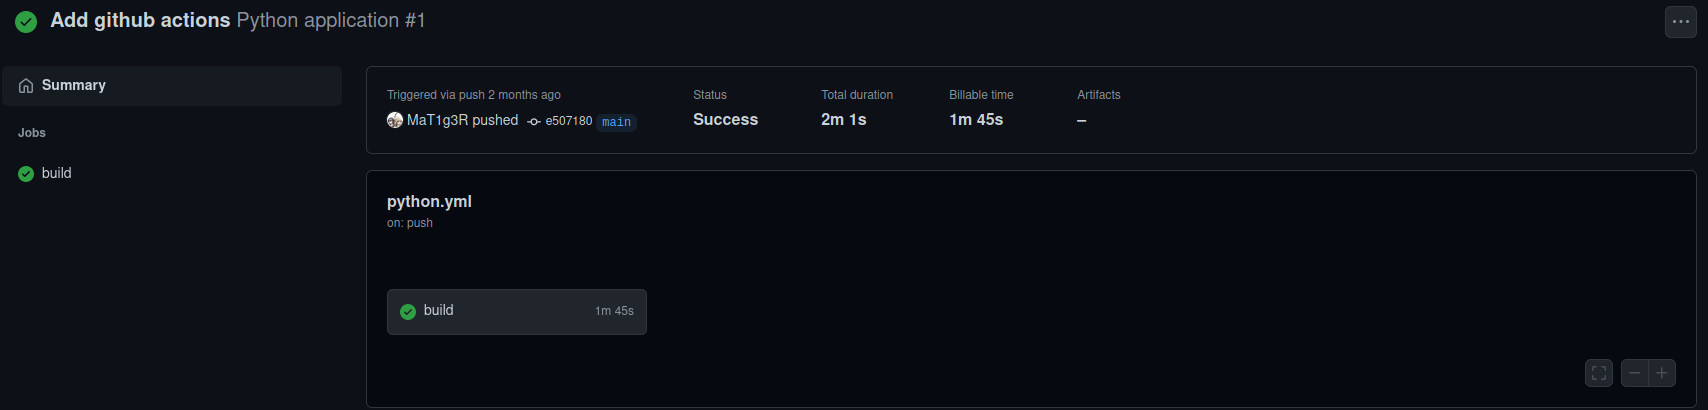 Add github actions Python application #1
Summary
Jobs
build
Triggered via push 2 months ago
MaT1g3R pushed e507180 main
Status
Success
Total duration
2m 1s
Billable time
1m 45s
Artifacts
–
python.yml
on: push
build 1m 45s